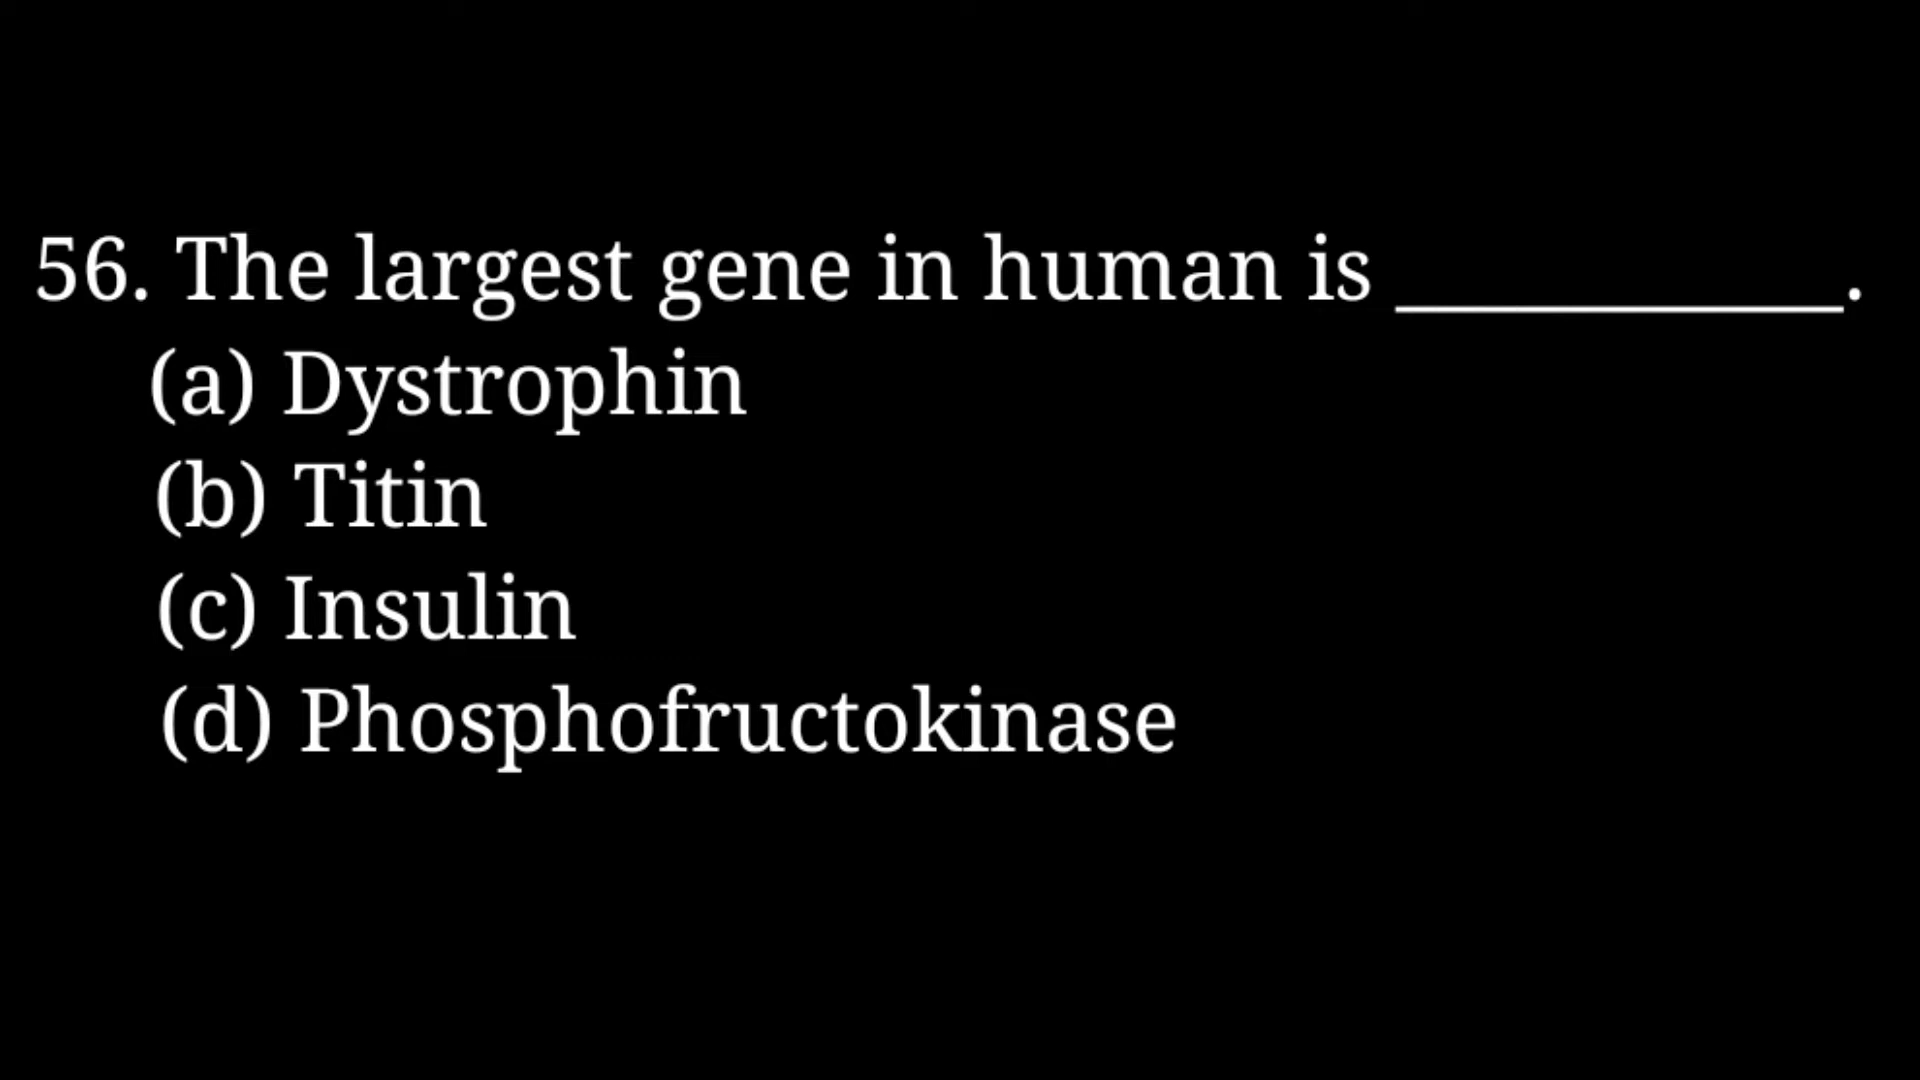 56. The largest gene in human is ___________.
(a) Dystrophin
(b) Titin
(c) Insulin
(d) Phosphofructokinase